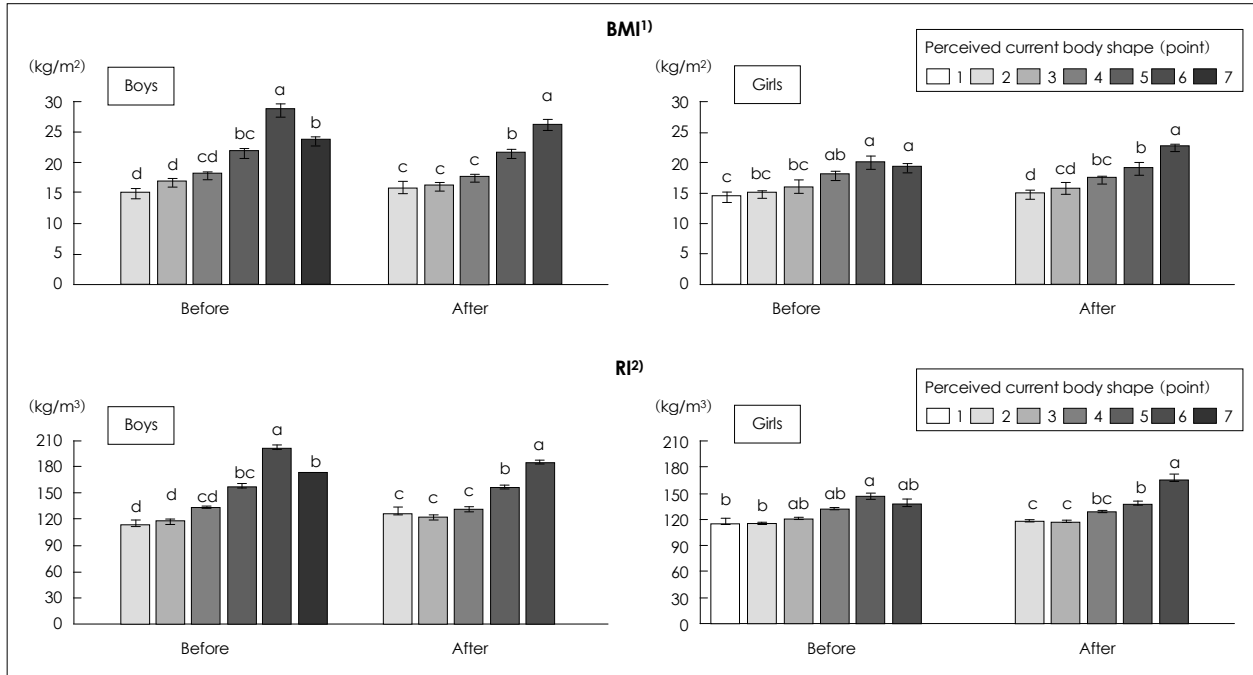 BMI1)
(kg/m²) Boys
30
25
20
15
10
5
0
d d cd bc a b
c c c b a
Before After
(kg/m²) Girls
Perceived current body shape (point)
1 2 3 4 5 6 7
30
25
20
15
10
5
0
c bc bc ab a a
d cd bc b a
Before After
RI2)
(kg/m³) Boys
210
180
150
120
90
60
30
0
d d cd bc a b
c c c b a
Before After
(kg/m³) Girls
Perceived current body shape (point)
1 2 3 4 5 6 7
210
180
150
120
90
60
30
0
b b ab ab a ab
c c bc b a
Before After